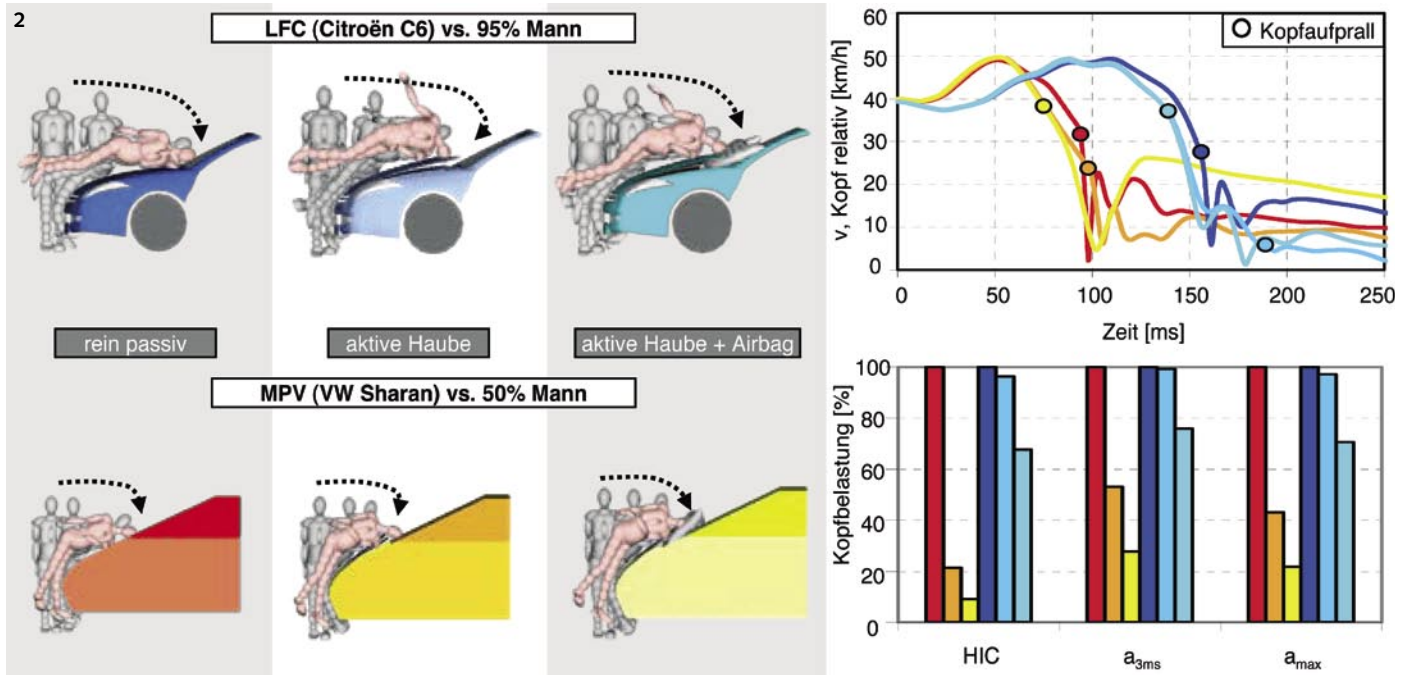 2
LFC (Citroën C6) vs. 95% Mann
rein passiv
aktive Haube
aktive Haube + Airbag
MPV (VW Sharan) vs. 50% Mann
v, Kopf relativ [km/h]
60
50
40
30
20
10
0
Kopfaufprall
0 50 100 150 200 250
Zeit [ms]
Kopfbelastung [%]
100
80
60
40
20
0
HIC a3ms amax